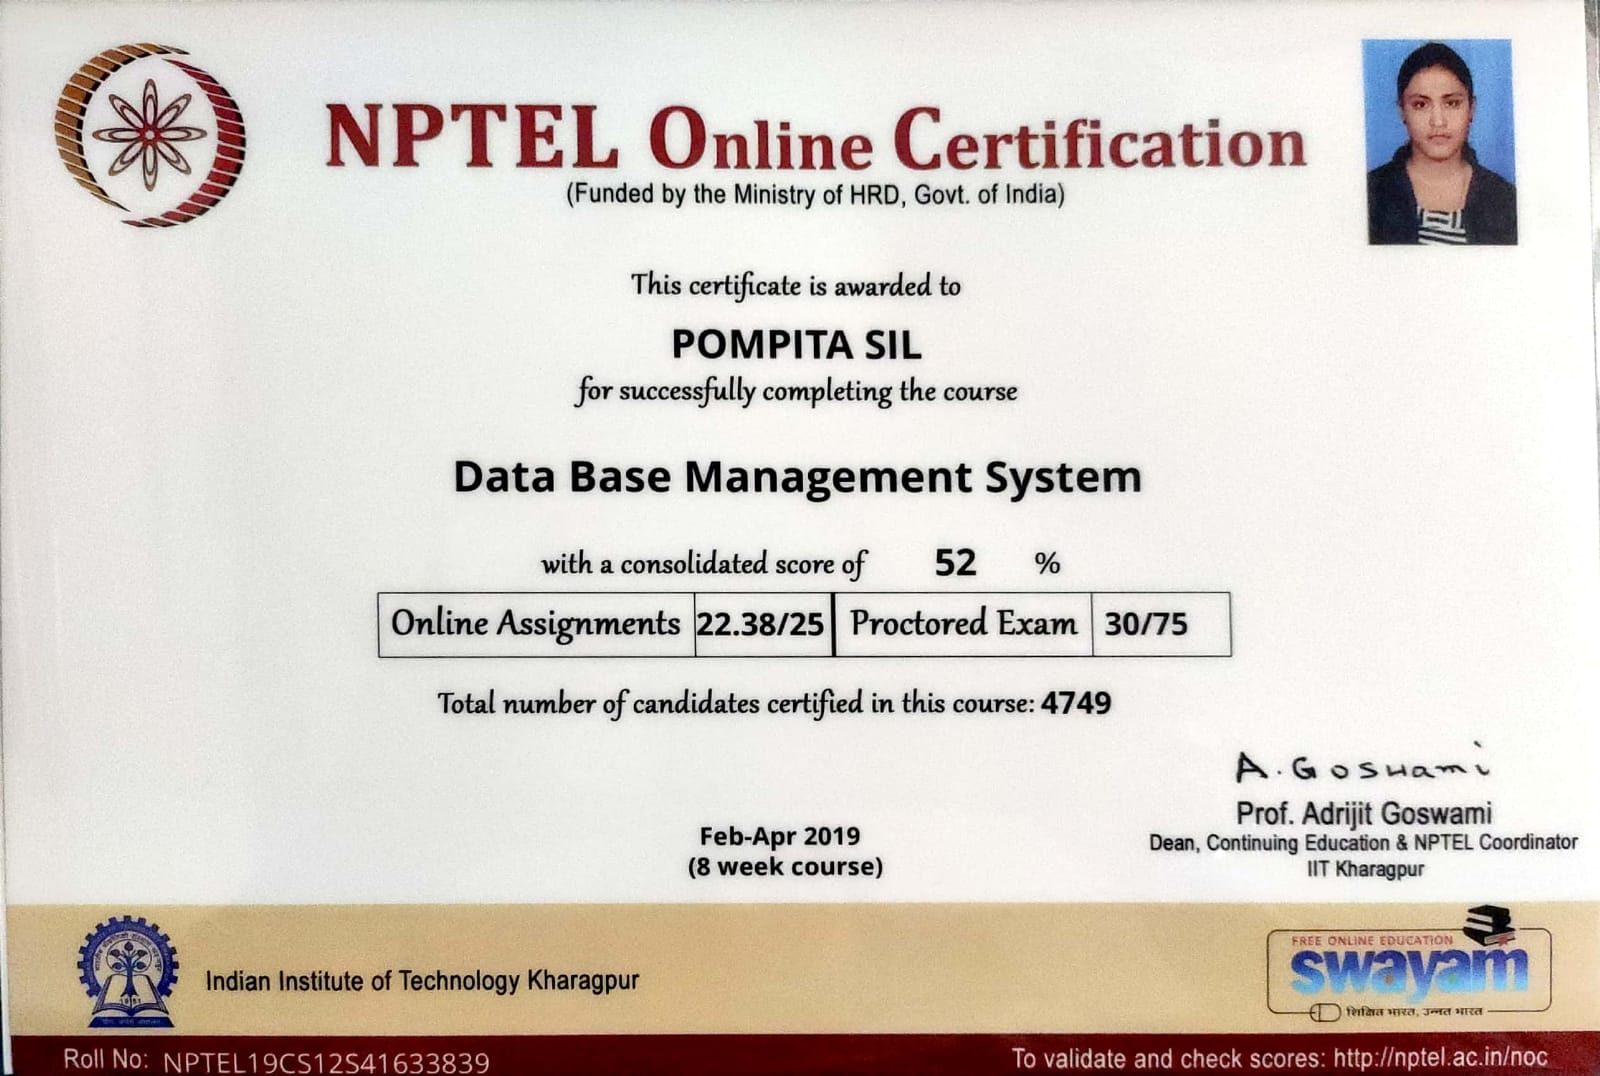 NPTEL Online Certification
(Funded by the Ministry of HRD, Govt. of India)
This certificate is awarded to
POMPITA SIL
for successfully completing the course
Data Base Management System
with a consolidated score of 52 %
Online Assignments 22.38/25 Proctored Exam 30/75
Total number of candidates certified in this course: 4749
A. Goswami
Prof. Adrijit Goswami
Dean, Continuing Education & NPTEL Coordinator
IIT Kharagpur
Feb-Apr 2019
(8 week course)
1951
Indian Institute of Technology Kharagpur
FREE ONLINE EDUCATION
swayam
शिक्षित भारत, उन्नत भारत
Roll No: NPTEL19CS12S41633839
To validate and check scores: http://nptel.ac.in/noc